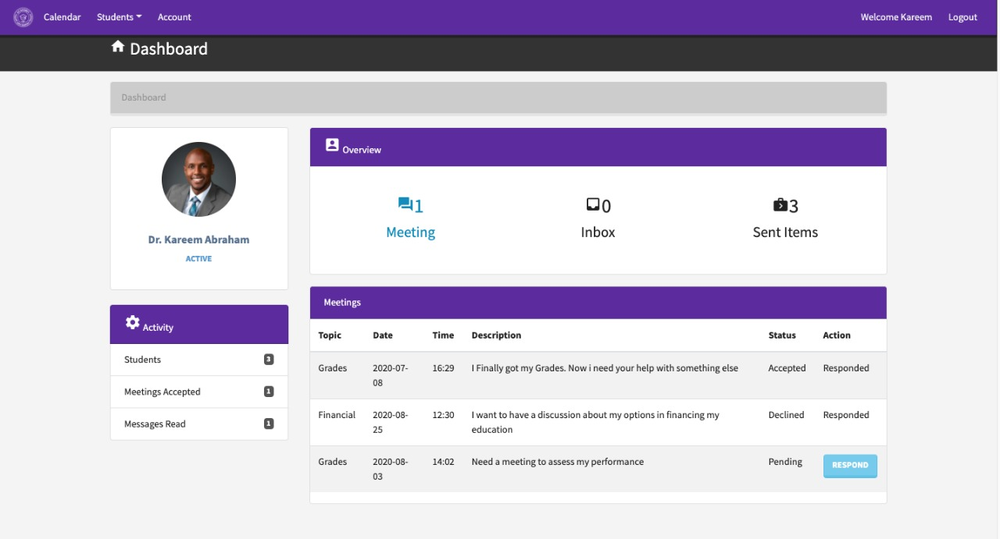 Calendar Students Account Welcome Kareem Logout
Dashboard
Dashboard
Dr. Kareem Abraham
ACTIVE
Activity
Students 3
Meetings Accepted 1
Messages Read 1
Overview
1 0 3
Meeting Inbox Sent Items
Meetings
Topic Date Time Description Status Action
Grades 2020-07- 16:29 I Finally got my Grades. Now i need your help with something else Accepted Responded
08
Financial 2020-08- 12:30 I want to have a discussion about my options in financing my Declined Responded
25 education
Grades 2020-08- 14:02 Need a meeting to assess my performance Pending RESPOND
03